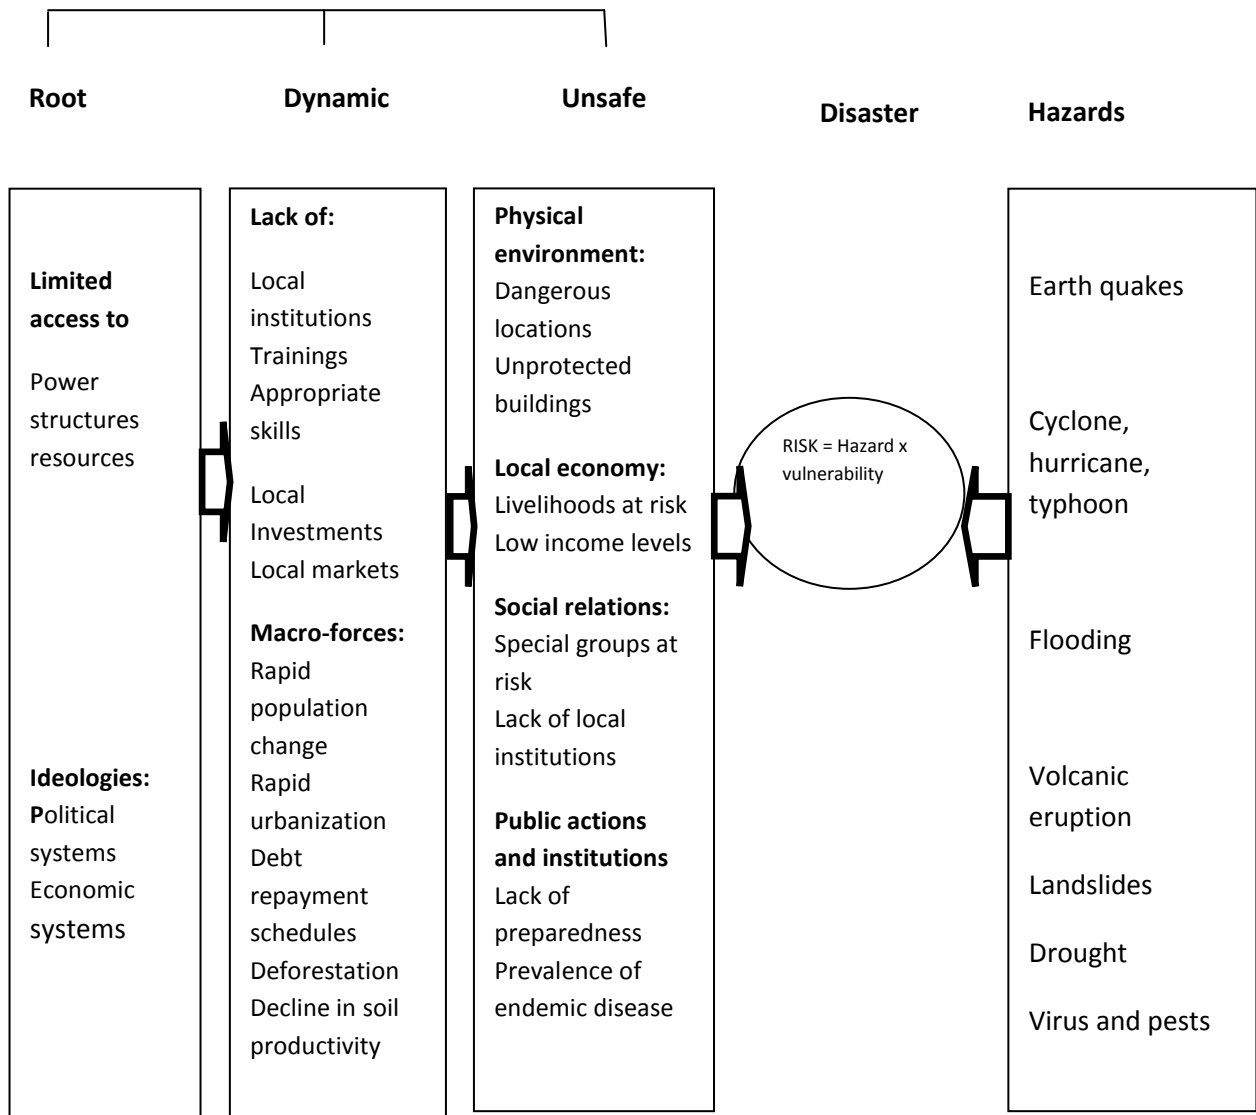 Root
Dynamic
Unsafe
Disaster
Hazards
Limited
access to
Power
structures
resources
Ideologies:
Political
systems
Economic
systems
Lack of:
Local
institutions
Trainings
Appropriate
skills
Local
Investments
Local markets
Macro-forces:
Rapid
population
change
Rapid
urbanization
Debt
repayment
schedules
Deforestation
Decline in soil
productivity
Physical
environment:
Dangerous
locations
Unprotected
buildings
Local economy:
Livelihoods at risk
Low income levels
Social relations:
Special groups at
risk
Lack of local
institutions
Public actions
and institutions
Lack of
preparedness
Prevalence of
endemic disease
RISK = Hazard x
vulnerability
Earth quakes
Cyclone,
hurricane,
typhoon
Flooding
Volcanic
eruption
Landslides
Drought
Virus and pests